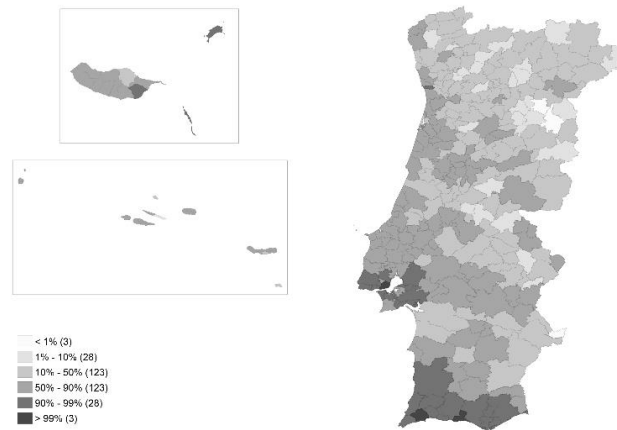 < 1% (3)
1% - 10% (28)
10% - 50% (123)
50% - 90% (123)
90% - 99% (28)
> 99% (3)